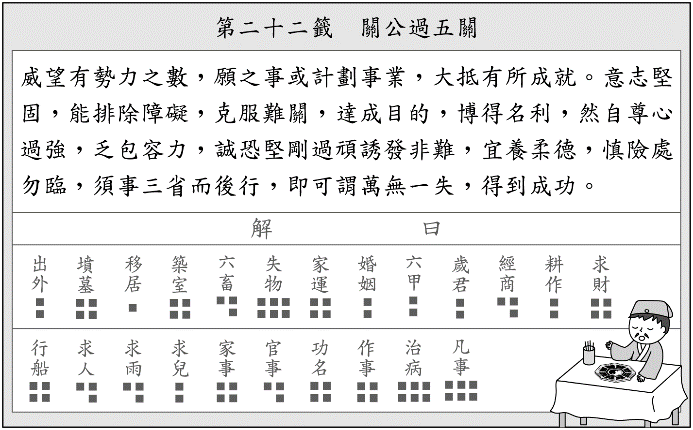 第二十二籤　關公過五關
威望有勢力之數，願之事或計劃事業，大抵有所成就。意志堅
固，能排除障礙，克服難關，達成目的，博得名利，然自尊心
過強，乏包容力，誠恐堅剛過頑誘發非難，宜養柔德，慎險處
勿臨，須事三省而後行，即可謂萬無一失，得到成功。
解　　曰
出外 墳墓 移居 築室 六畜 失物 家運 婚姻 六甲 歲君 經商 耕作 求財
■■ ■■■■ ■ ■■■■ ■■■ ■■■■■■ ■■■■ ■■ ■■ ■■ ■■■ ■■ ■■■■
行船 求人 求雨 求兒 家事 官事 功名 作事 治病 凡事
■■■■ ■■■ ■■■ ■■ ■■■■ ■■■ ■■■■ ■■■■ ■■■■■■ ■■■■■■